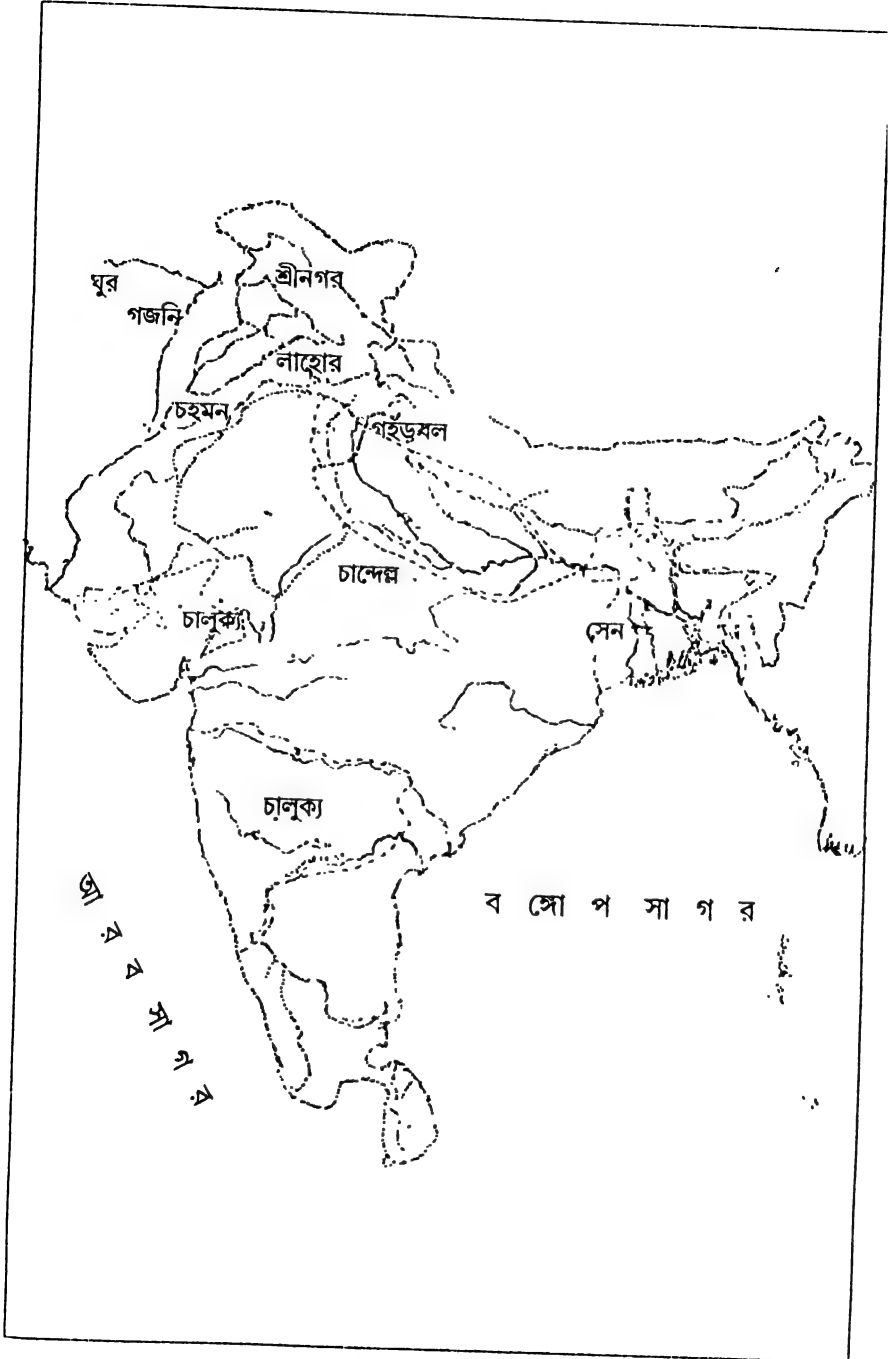 ঘুর
শ্রীনগর
গজনি
লাহোর
চহমন
গহড়বল
চান্দেল্ল
চালুক্য
সেন
চালুক্য
ব ঙ্গো প সা গ র
আ র ব সা গ র